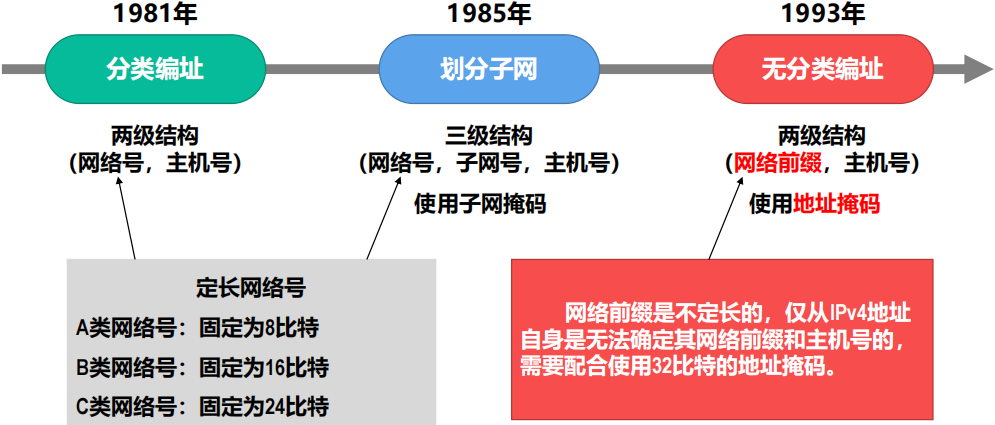 1981年
1985年
1993年
分类编址
划分子网
无分类编址
两级结构
（网络号，主机号）
三级结构
（网络号，子网号，主机号）
使用子网掩码
两级结构
（网络前缀，主机号）
使用地址掩码
定长网络号
A类网络号：固定为8比特
B类网络号：固定为16比特
C类网络号：固定为24比特
网络前缀是不定长的，仅从IPv4地址
自身是无法确定其网络前缀和主机号的，
需要配合使用32比特的地址掩码。